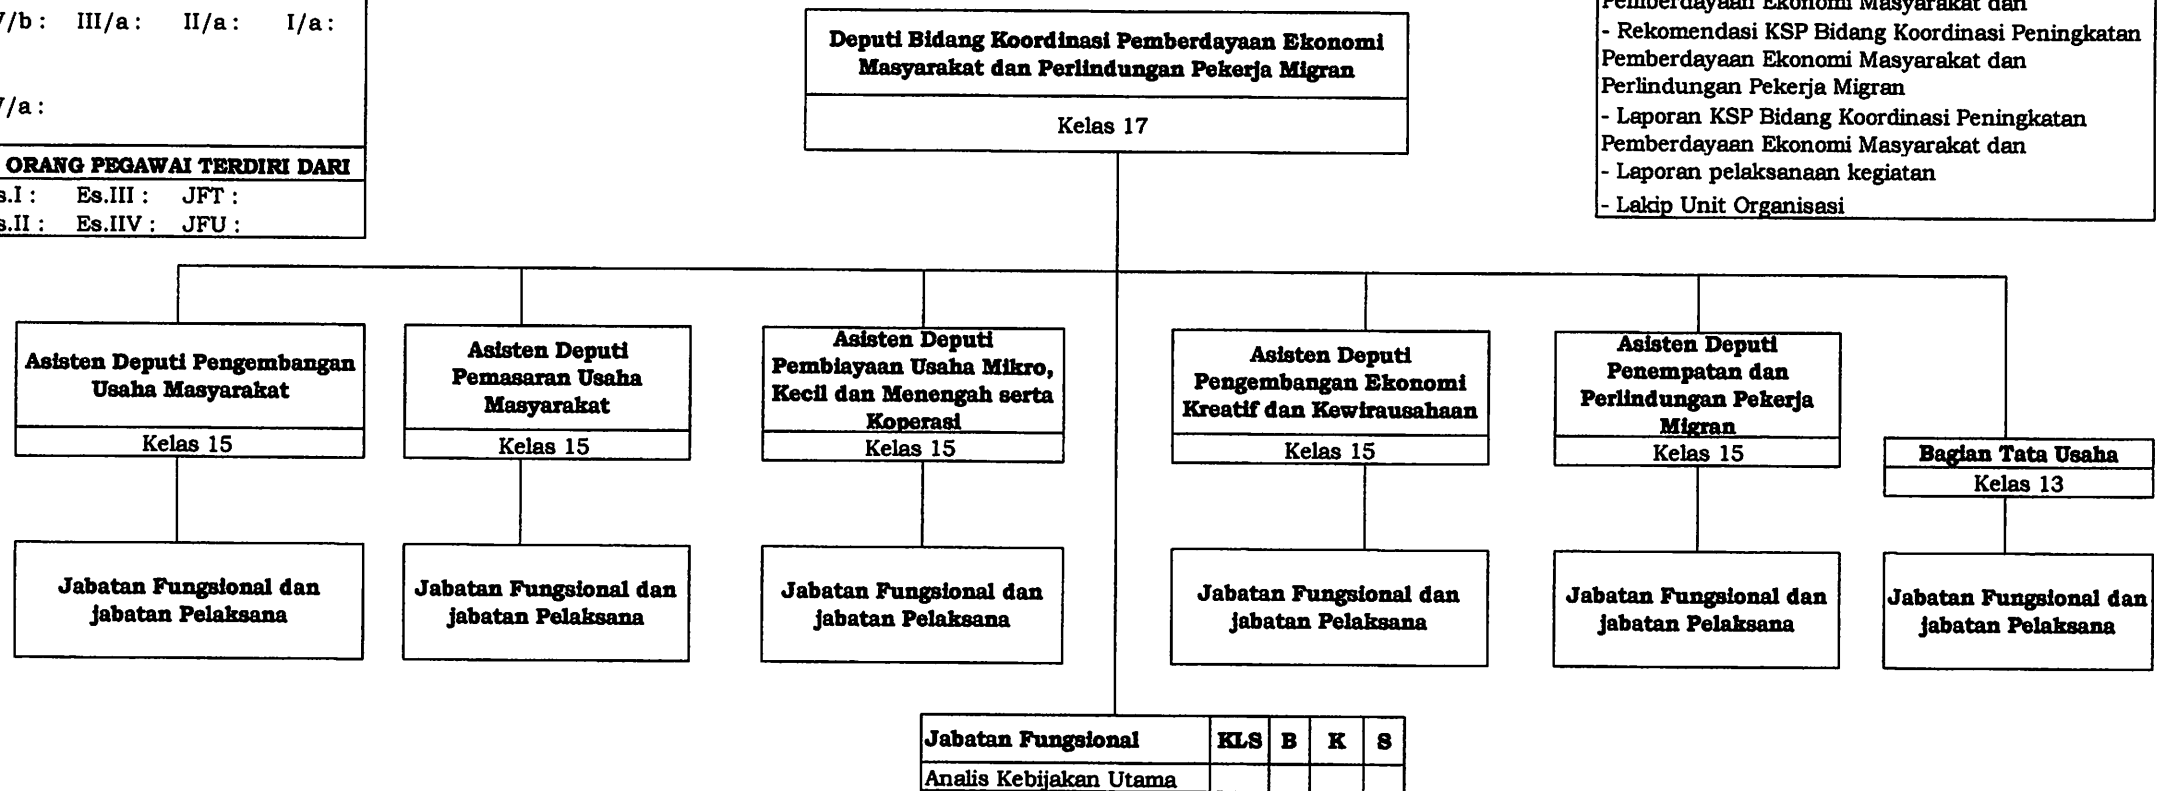 /b : III/a : II/a : I/a :
/a :
ORANG PEGAWAI TERDIRI DARI
s.I : Es.III : JFT :
s.II : Es.IIV : JFU :
Deputi Bidang Koordinasi Pemberdayaan Ekonomi
Masyarakat dan Perlindungan Pekerja Migran
Kelas 17
Pemberdayaan Ekonomi Masyarakat dan
- Rekomendasi KSP Bidang Koordinasi Peningkatan
Pemberdayaan Ekonomi Masyarakat dan
Perlindungan Pekerja Migran
- Laporan KSP Bidang Koordinasi Peningkatan
Pemberdayaan Ekonomi Masyarakat dan
- Laporan pelaksanaan kegiatan
- Lakip Unit Organisasi
Asisten Deputi Pengembangan
Usaha Masyarakat
Kelas 15
Asisten Deputi
Pemasaran Usaha
Masyarakat
Kelas 15
Asisten Deputi
Pembiayaan Usaha Mikro,
Kecil dan Menengah serta
Koperasi
Kelas 15
Asisten Deputi
Pengembangan Ekonomi
Kreatif dan Kewirausahaan
Kelas 15
Asisten Deputi
Penempatan dan
Perlindungan Pekerja
Migran
Kelas 15
Bagian Tata Usaha
Kelas 13
Jabatan Fungsional dan
jabatan Pelaksana
Jabatan Fungsional dan
jabatan Pelaksana
Jabatan Fungsional dan
jabatan Pelaksana
Jabatan Fungsional dan
jabatan Pelaksana
Jabatan Fungsional dan
jabatan Pelaksana
Jabatan Fungsional dan
jabatan Pelaksana
Jabatan Fungsional KLS B K S
Analis Kebijakan Utama